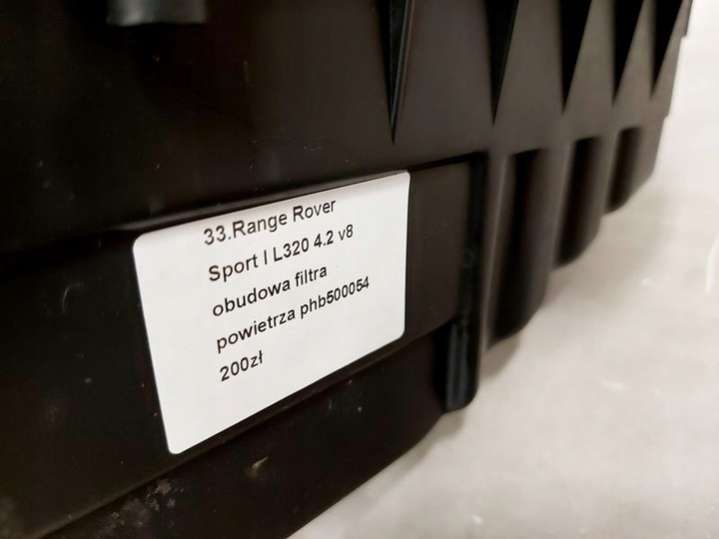 33.Range Rover
Sport I L320 4.2 v8
obudowa filtra
powietrza phb500054
200zł